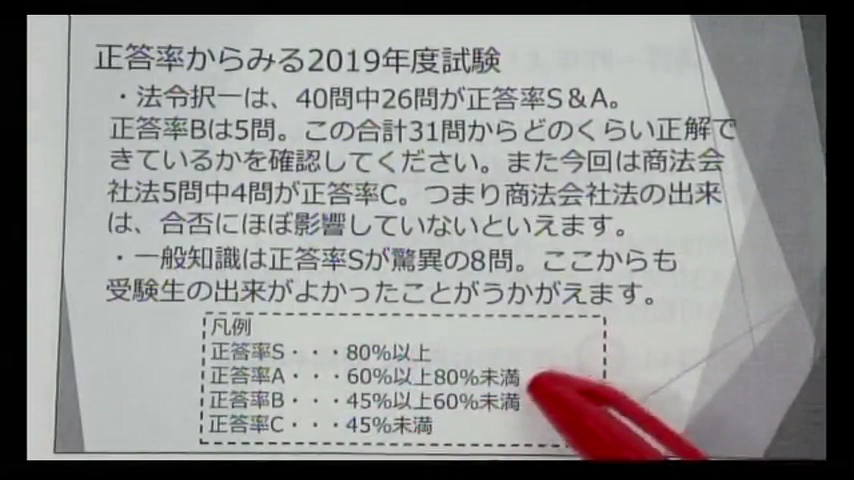 正答率からみる2019年度試験
・法令択一は、40問中26問が正答率S＆A。
正答率Bは5問。この合計31問からどのくらい正解で
きているかを確認してください。また今回は商法会
社法5問中4問が正答率C。つまり商法会社法の出来
は、合否にほぼ影響していないといえます。
・一般知識は正答率Sが驚異の8問。ここからも
受験生の出来がよかったことがうかがえます。
凡例
正答率S・・・80%以上
正答率A・・・60%以上80%未満
正答率B・・・45%以上60%未満
正答率C・・・45%未満